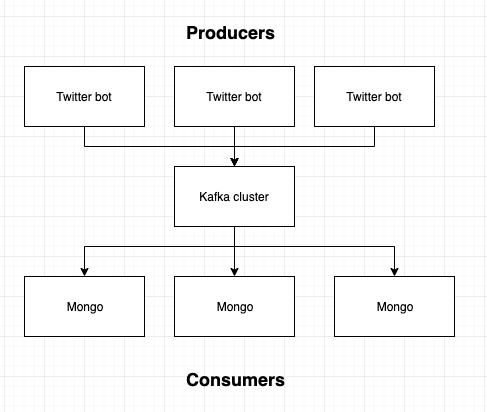 Producers
Twitter bot
Twitter bot
Twitter bot
Kafka cluster
Mongo
Mongo
Mongo
Consumers